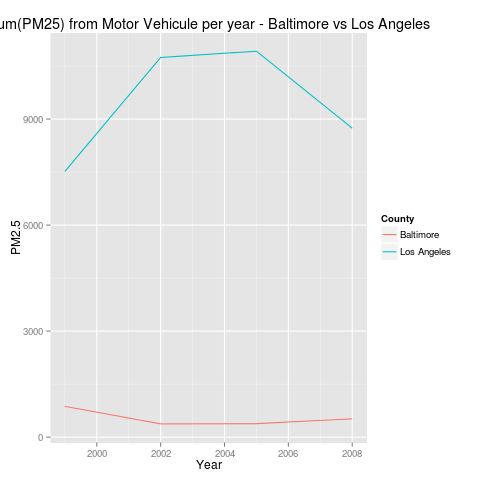 um(PM25) from Motor Vehicule per year - Baltimore vs Los Angeles
PM2.5
9000
6000
3000
0
2000
2002
2004
2006
2008
Year
County
Baltimore
Los Angeles